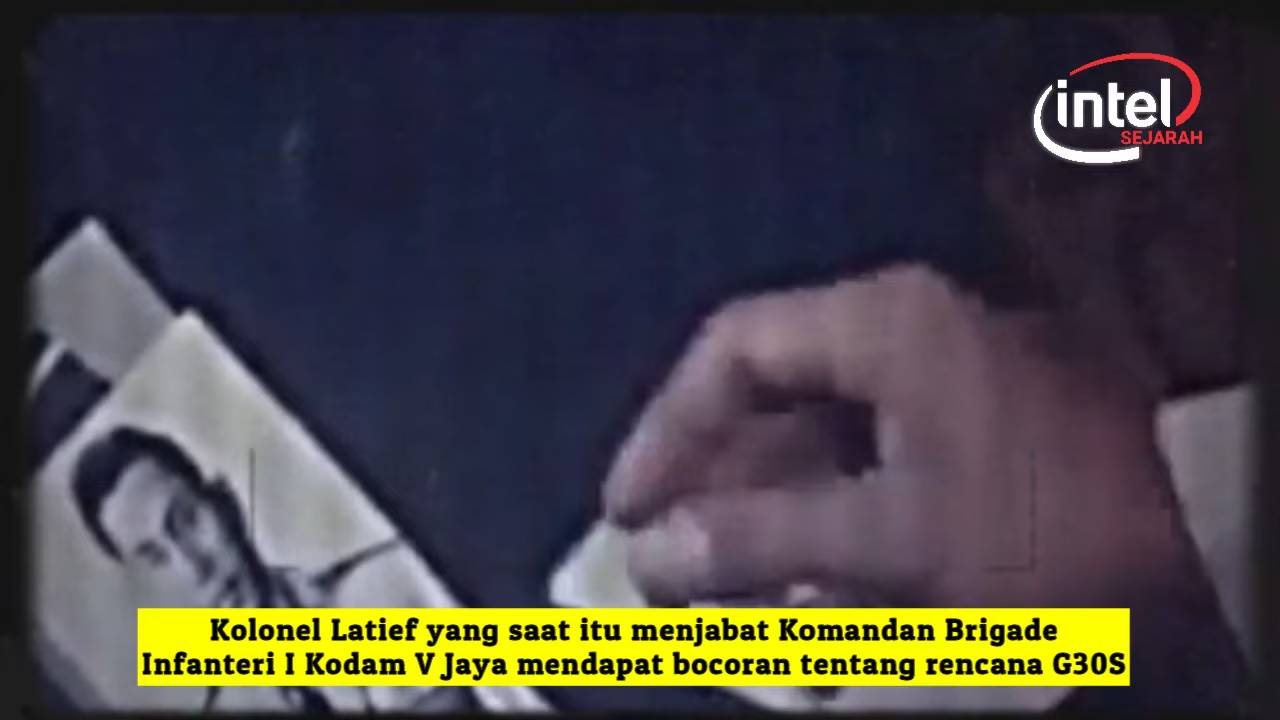 intel
SEJARAH
Kolonel Latief yang saat itu menjabat Komandan Brigade
Infanteri I Kodam V Jaya mendapat bocoran tentang rencana G30S